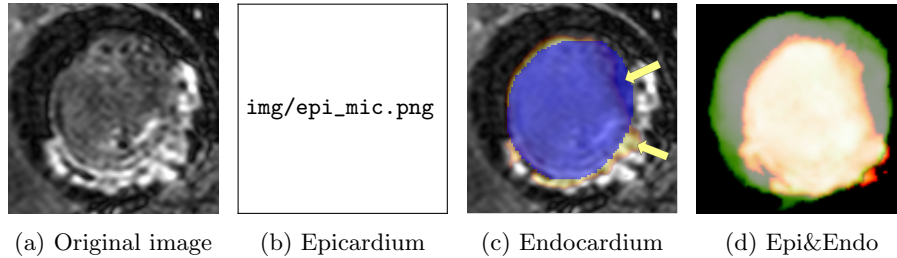 img/epi_mic.png
(a) Original image
(b) Epicardium
(c) Endocardium
(d) Epi&Endo